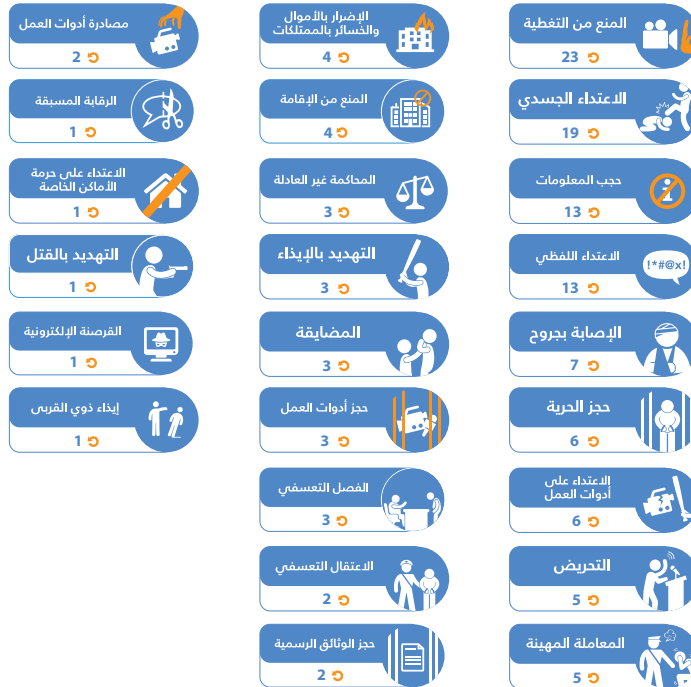 المنع من التغطية
23
الاعتداء الجسدي
19
حجب المعلومات
13
الاعتداء اللفظي
!*#@x!
13
الإصابة بجروح
7
حجز الحرية
6
الاعتداء على
أدوات العمل
6
التحريض
5
المعاملة المهينة
5
الإضرار بالأموال
والخسائر بالممتلكات
4
المنع من الإقامة
4
المحاكمة غير العادلة
3
التهديد بالإيذاء
3
المضايقة
3
حجز أدوات العمل
3
الفصل التعسفي
3
الاعتقال التعسفي
2
حجز الوثائق الرسمية
2
مصادرة أدوات العمل
2
الرقابة المسبقة
1
الاعتداء على حرمة
الأماكن الخاصة
1
التهديد بالقتل
1
القرصنة الإلكترونية
1
إيذاء ذوي القربى
1